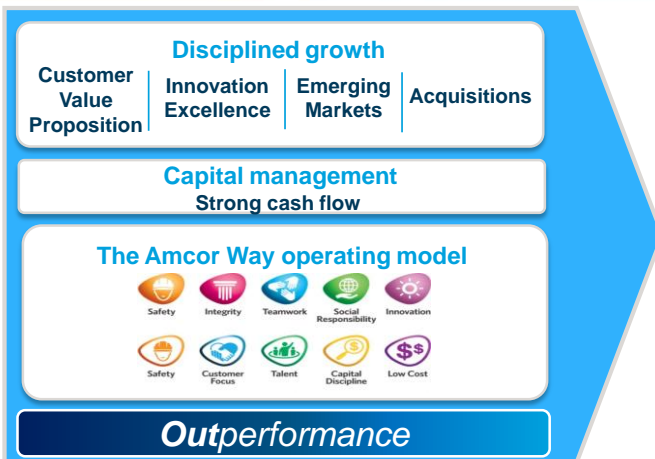 Disciplined growth
Customer
Value
Proposition
Innovation
Excellence
Emerging
Markets
Acquisitions
Capital management
Strong cash flow
The Amcor Way operating model
Safety
Integrity
Teamwork
Social
Responsibility
Innovation
Safety
Customer
Focus
Talent
Capital
Discipline
Low Cost
Outperformance